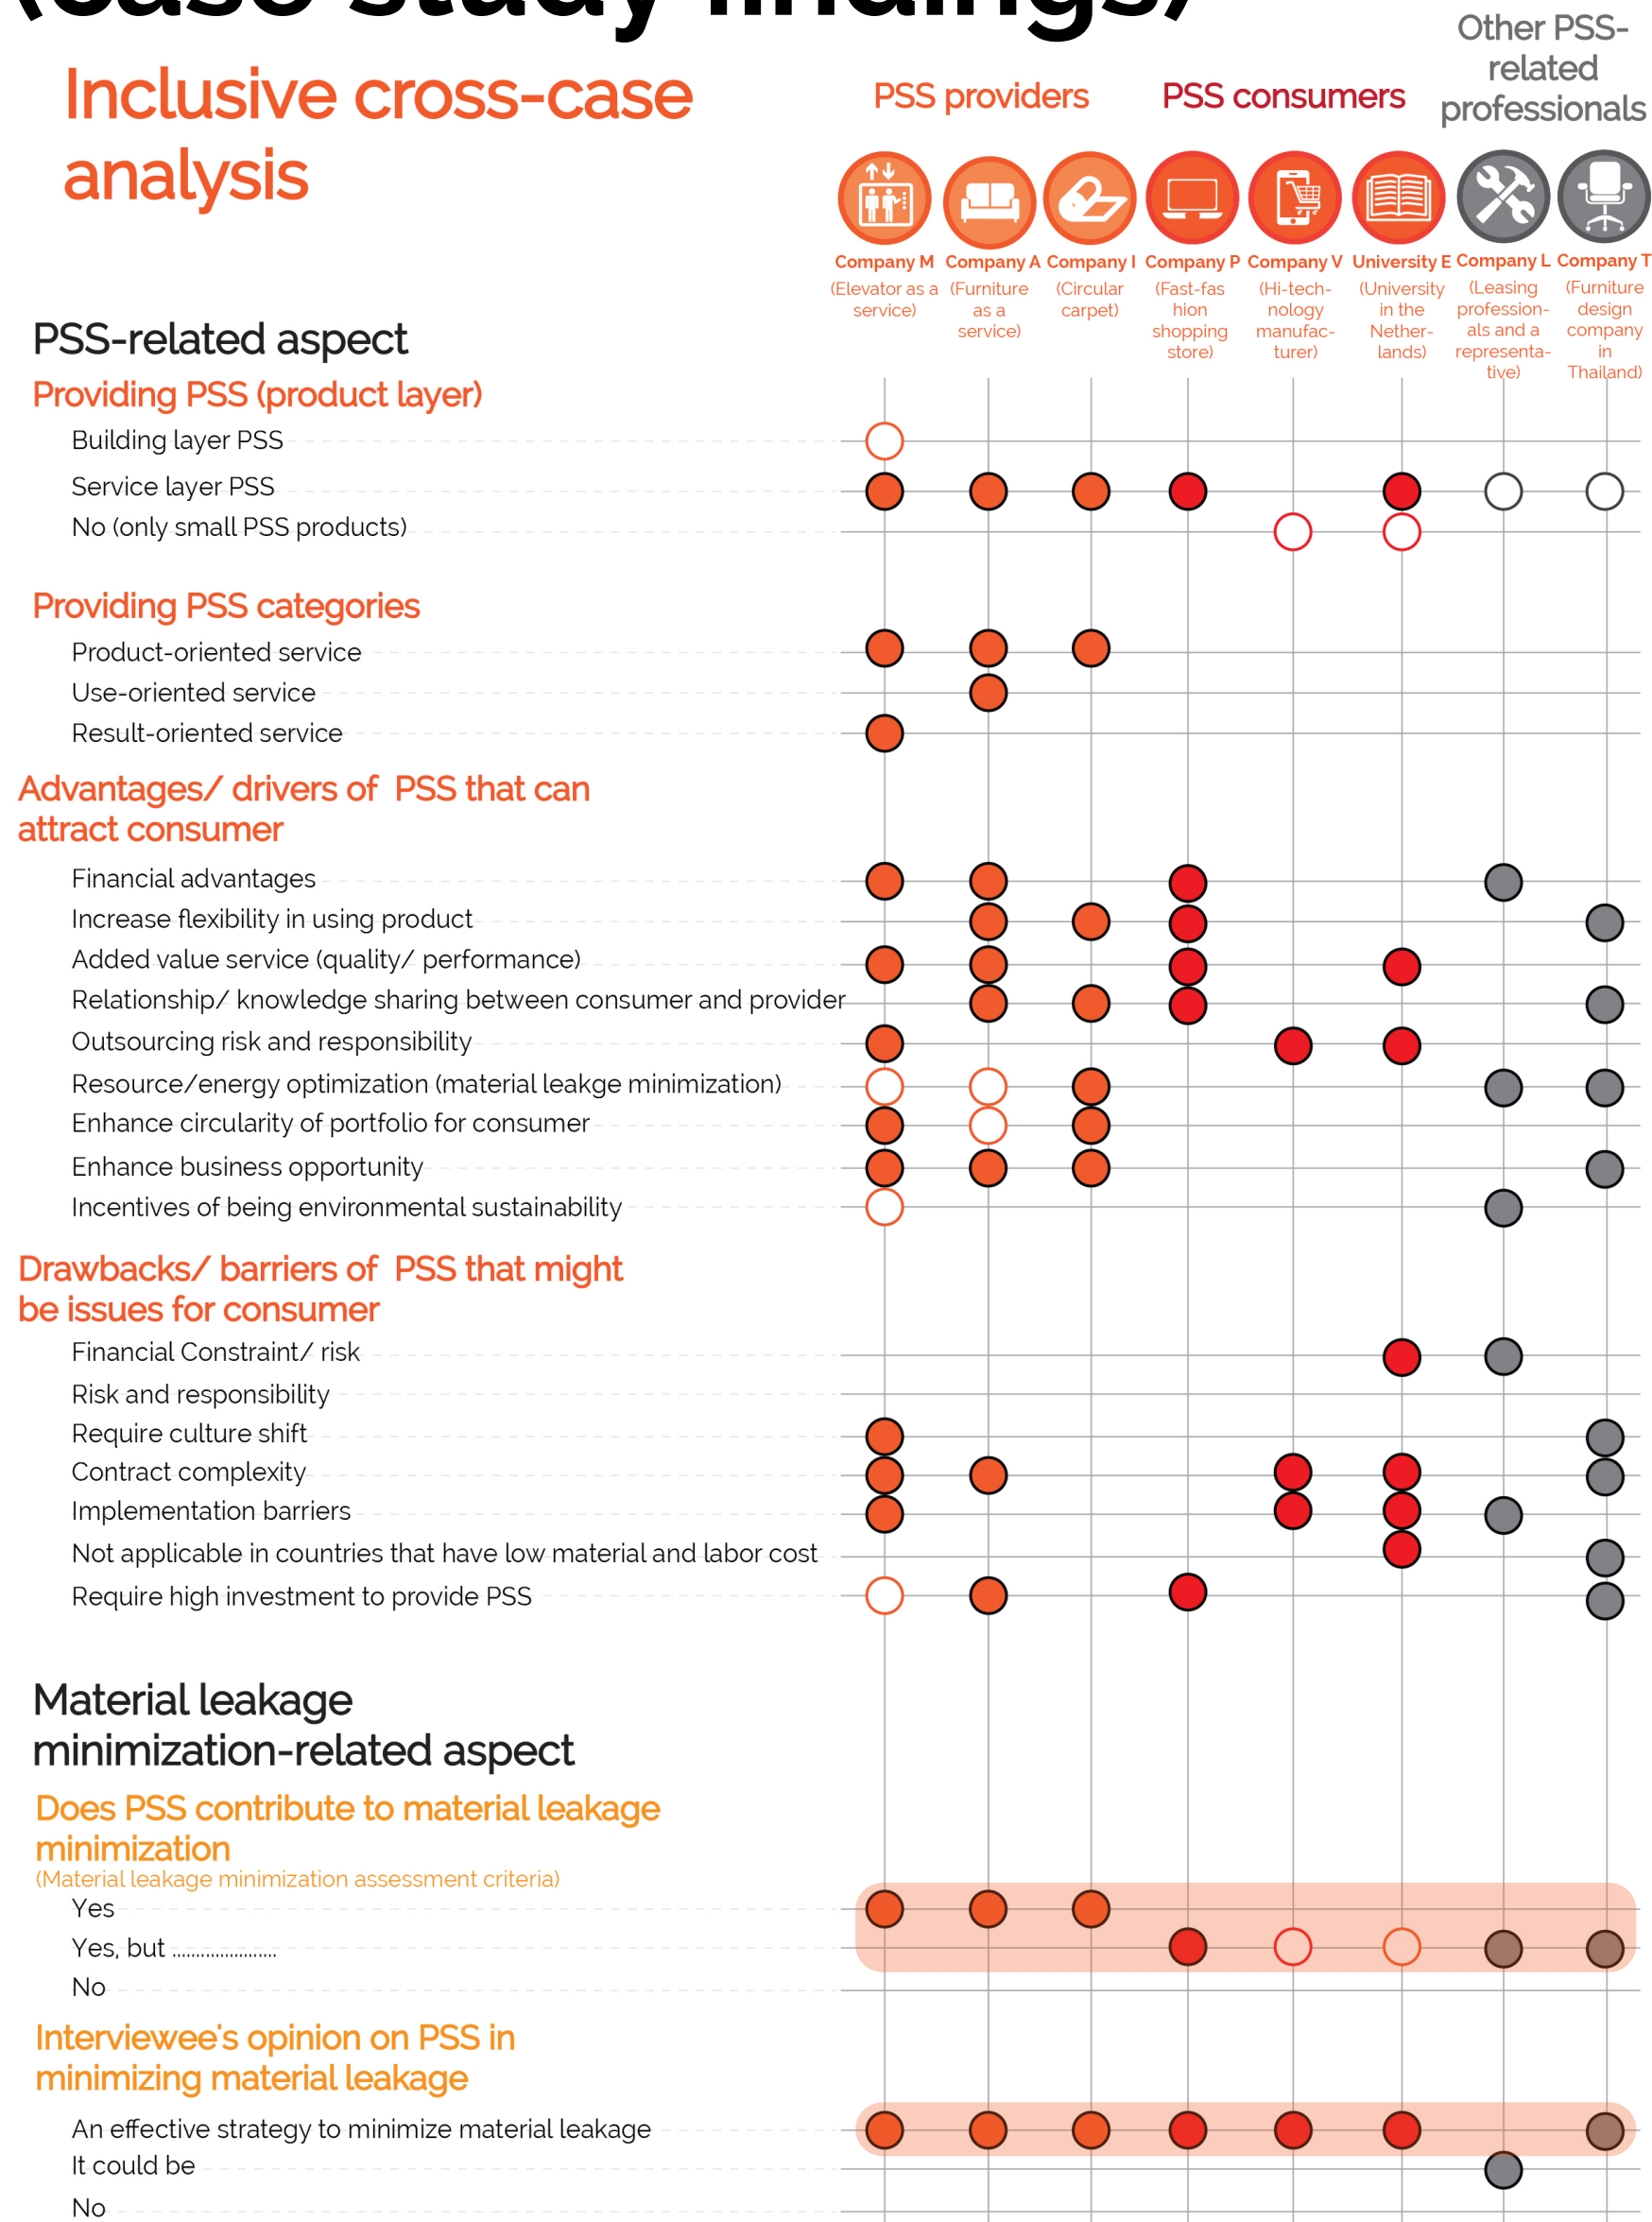 (case study findings)
Inclusive cross-case
analysis
PSS providers
PSS consumers
Other PSS-
related
professionals
Company M
(Elevator as a
service)
Company A
(Furniture
as a
service)
Company I
(Circular
carpet)
Company P
(Fast-fas
hion
shopping
store)
Company V
(Hi-tech-
nology
manufac-
turer)
University E
(University
in the
Nether-
lands)
Company L
(Leasing
profession-
als and a
representa-
tive)
Company T
(Furniture
design
company
in
Thailand)
PSS-related aspect
Providing PSS (product layer)
Building layer PSS
Service layer PSS
No (only small PSS products)
Providing PSS categories
Product-oriented service
Use-oriented service
Result-oriented service
Advantages/ drivers of PSS that can
attract consumer
Financial advantages
Increase flexibility in using product
Added value service (quality/ performance)
Relationship/ knowledge sharing between consumer and provider
Outsourcing risk and responsibility
Resource/energy optimization (material leakge minimization)
Enhance circularity of portfolio for consumer
Enhance business opportunity
Incentives of being environmental sustainability
Drawbacks/ barriers of PSS that might
be issues for consumer
Financial Constraint/ risk
Risk and responsibility
Require culture shift
Contract complexity
Implementation barriers
Not applicable in countries that have low material and labor cost
Require high investment to provide PSS
Material leakage
minimization-related aspect
Does PSS contribute to material leakage
minimization
(Material leakage minimization assessment criteria)
Yes
Yes, but ......................
No
Interviewee's opinion on PSS in
minimizing material leakage
An effective strategy to minimize material leakage
It could be
No